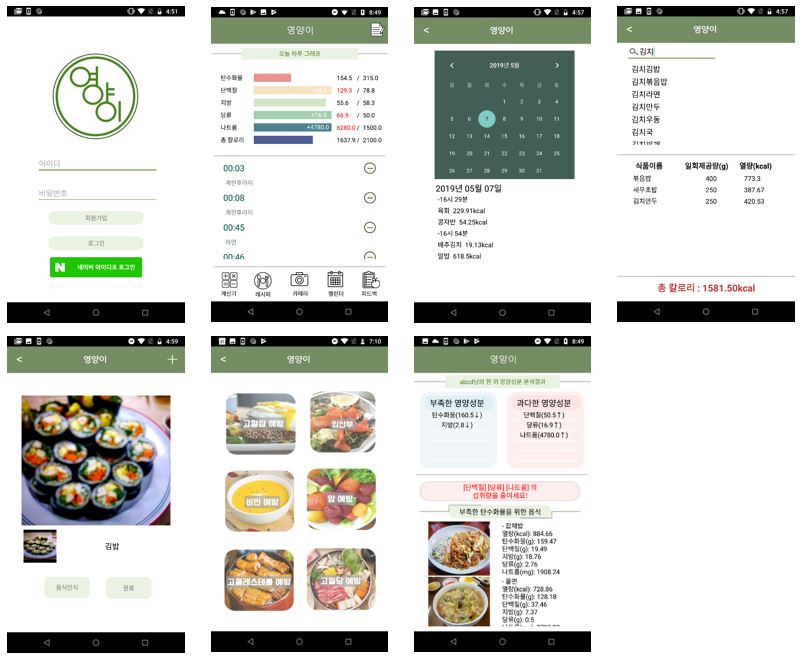 4:51
영양이
아이디
비밀번호
회원가입
로그인
N 네이버 아이디로 로그인
8:49
영양이
오늘 하루 그래프
탄수화물 154.5 / 315.0
단백질 +50.5 129.3 / 78.8
지방 55.6 / 58.3
당류 +16.9 66.9 / 50.0
나트륨 +4780.0 6280.0 / 1500.0
총 칼로리 1637.9 / 2100.0
00:03
계란후라이
00:08
계란후라이
00:45
라면
00:46
계산기 레시피 카메라 캘린더 피드백
4:57
< 영양이
< 2019년 5월 >
일 월 화 수 목 금 토
1 2 3 4
5 6 7 8 9 10 11
12 13 14 15 16 17 18
19 20 21 22 23 24 25
26 27 28 29 30 31
2019년 05월 07일
-16시 29분
육회 229.91kcal
콩자반 54.25kcal
-16시 54분
배추김치 19.13kcal
알밥 618.5kcal
4:57
< 영양이
김치
김치김밥
김치볶음밥
김치라면
김치만두
김치우동
김치국
김치찌개
식품이름 일회제공량(g) 열량(kcal)
볶음밥 400 773.3
새우초밥 250 387.67
김치만두 250 420.53
총 칼로리 : 1581.50kcal
4:59
< 영양이 +
김밥
음식인식 완료
7:10
< 영양이
고혈압 예방 임산부
비만 예방 암 예방
고콜레스테롤 예방 고혈당 예방
8:49
영양이
abcd님의 한 끼 영양성분 분석결과
부족한 영양성분
탄수화물(160.5↓)
지방(2.8↓)
과다한 영양성분
단백질(50.5↑)
당류(16.9↑)
나트륨(4780.0↑)
[단백질] [당류] [나트륨] 의
섭취량을 줄이세요!
부족한 탄수화물을 위한 음식
- 잡채밥
열량(kcal): 884.66
탄수화물(g): 159.47
단백질(g): 19.49
지방(g): 18.76
당류(g): 2.76
나트륨(mg): 1908.24
- 울면
열량(kcal): 728.86
탄수화물(g): 128.18
단백질(g): 37.46
지방(g): 7.37
당류(g): 0.5